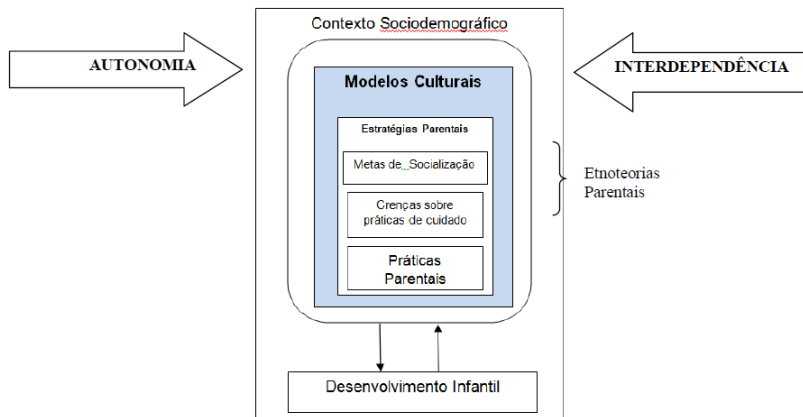 Contexto Sociodemográfico
AUTONOMIA
INTERDEPENDÊNCIA
Modelos Culturais
Estratégias Parentais
Metas de Socialização
Crenças sobre
práticas de cuidado
Práticas
Parentais
Etnoteorias
Parentais
Desenvolvimento Infantil